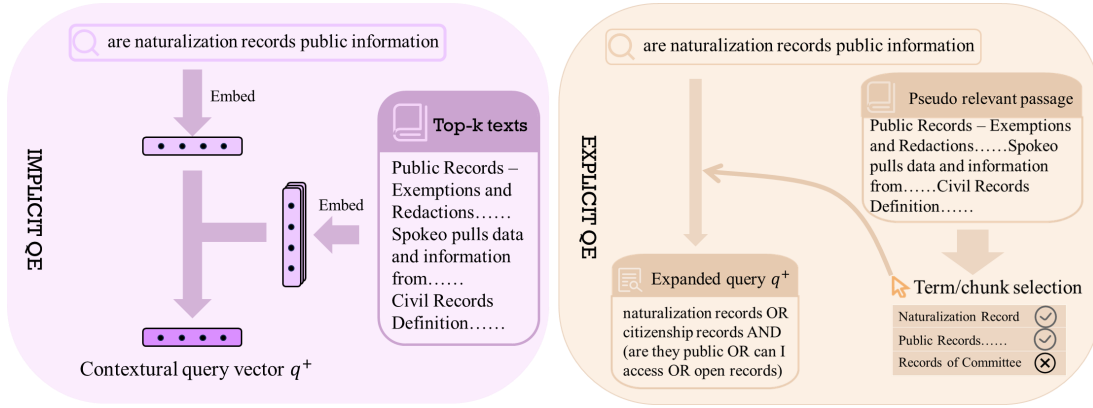 are naturalization records public information
Embed
Top-k texts
Public Records –
Exemptions and
Redactions……
Spokeo pulls data
and information
from……
Civil Records
Definition……
Embed
IMPLICIT QE
Contextural query vector q⁺
are naturalization records public information
Pseudo relevant passage
Public Records – Exemptions
and Redactions……Spokeo
pulls data and information
from……Civil Records
Definition……
EXPLICIT QE
Expanded query q⁺
naturalization records OR
citizenship records AND
(are they public OR can I
access OR open records)
Term/chunk selection
Naturalization Record
Public Records……
Records of Committee